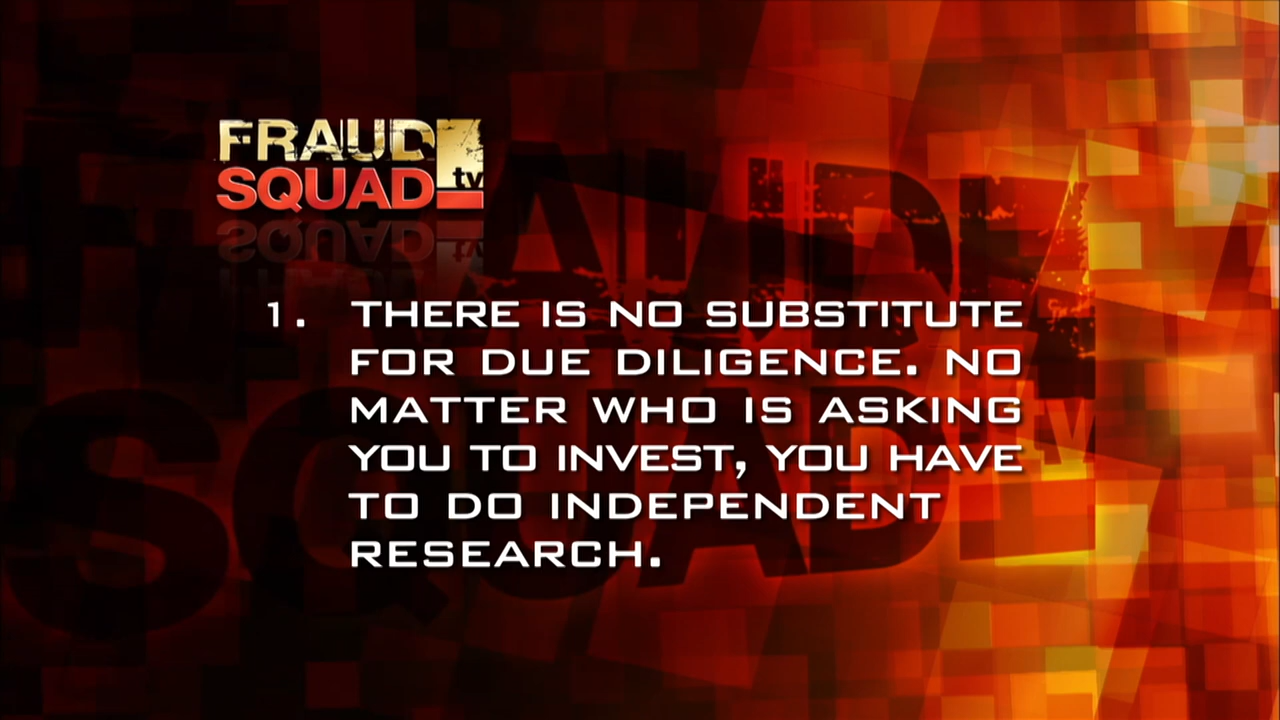 FRAUD
SQUAD tv
1. THERE IS NO SUBSTITUTE
FOR DUE DILIGENCE. NO
MATTER WHO IS ASKING
YOU TO INVEST, YOU HAVE
TO DO INDEPENDENT
RESEARCH.